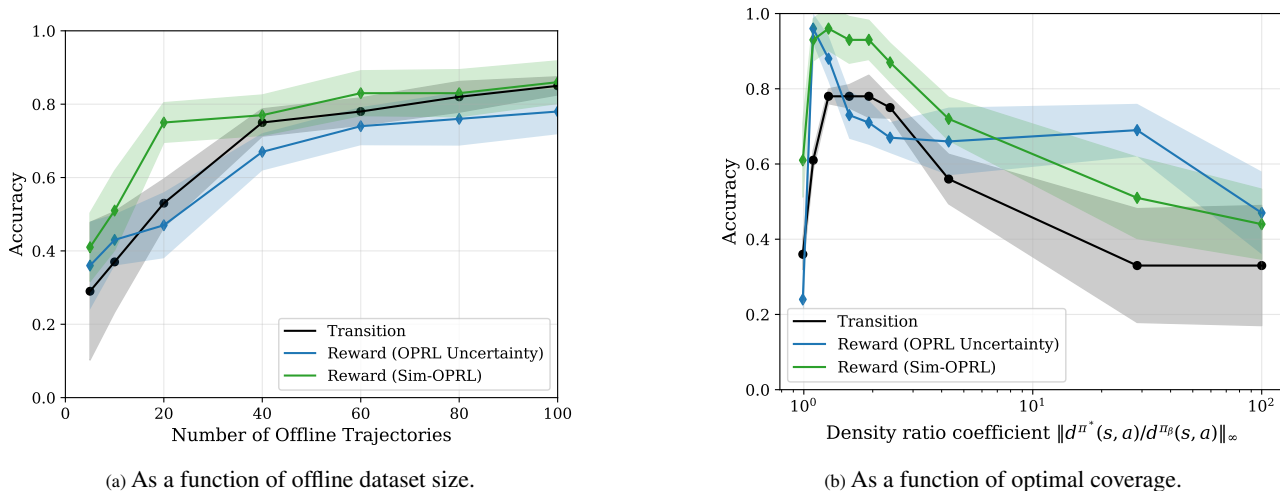 1.0
0.8
0.6
0.4
0.2
0.0
Accuracy
0 20 40 60 80 100
Number of Offline Trajectories
Transition
Reward (OPRL Uncertainty)
Reward (Sim-OPRL)
(a) As a function of offline dataset size.
1.0
0.8
0.6
0.4
0.2
0.0
Accuracy
10⁰ 10¹ 10²
Density ratio coefficient ‖d^{π*}(s, a)/d^{π_β}(s, a)‖_∞
Transition
Reward (OPRL Uncertainty)
Reward (Sim-OPRL)
(b) As a function of optimal coverage.